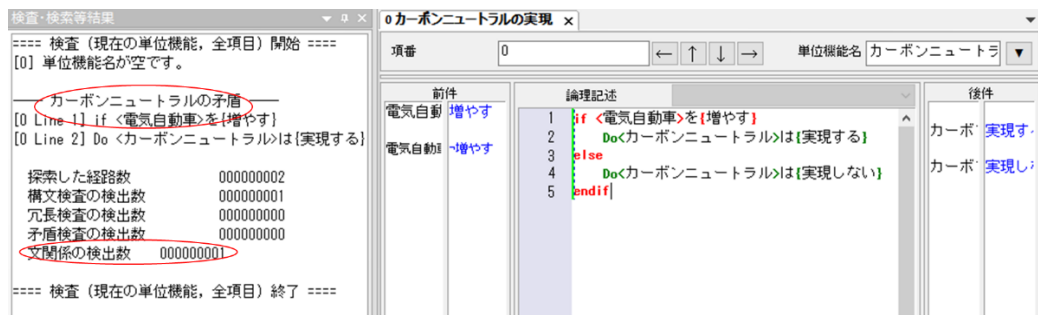 検査・検索等結果
==== 検査（現在の単位機能，全項目）開始 ====
[0] 単位機能名が空です。
カーボンニュートラルの矛盾
[0 Line 1] if <電気自動車>を{増やす}
[0 Line 2] Do <カーボンニュートラル>は{実現する}
探索した経路数 000000002
構文検査の検出数 000000001
冗長検査の検出数 000000000
矛盾検査の検出数 000000000
文関係の検出数 000000001
==== 検査（現在の単位機能，全項目）終了 ====
0 カーボンニュートラルの実現 ×
項番 0 ← ↑ ↓ → 単位機能名 カーボンニュートラ ▼
前件
電気自動 増やす
電気自動 ¬増やす
論理記述
1 if <電気自動車>を{増やす}
2 Do<カーボンニュートラル>は{実現する}
3 else
4 Do<カーボンニュートラル>は{実現しない}
5 endif
後件
カーボ 実現す
カーボ 実現し